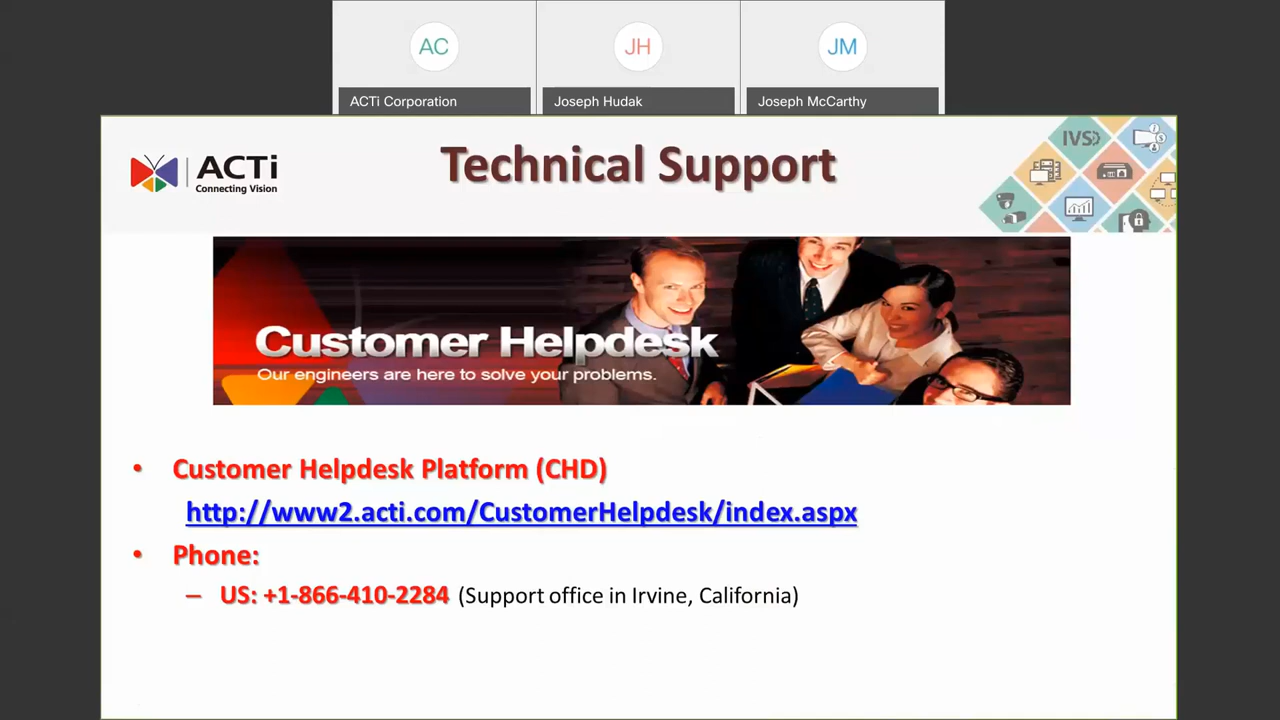 AC
JH
JM
ACTi Corporation
Joseph Hudak
Joseph McCarthy
ACTi
Connecting Vision
Technical Support
IVS
Customer Helpdesk
Our engineers are here to solve your problems.
• Customer Helpdesk Platform (CHD)
http://www2.acti.com/CustomerHelpdesk/index.aspx
• Phone:
– US: +1-866-410-2284 (Support office in Irvine, California)